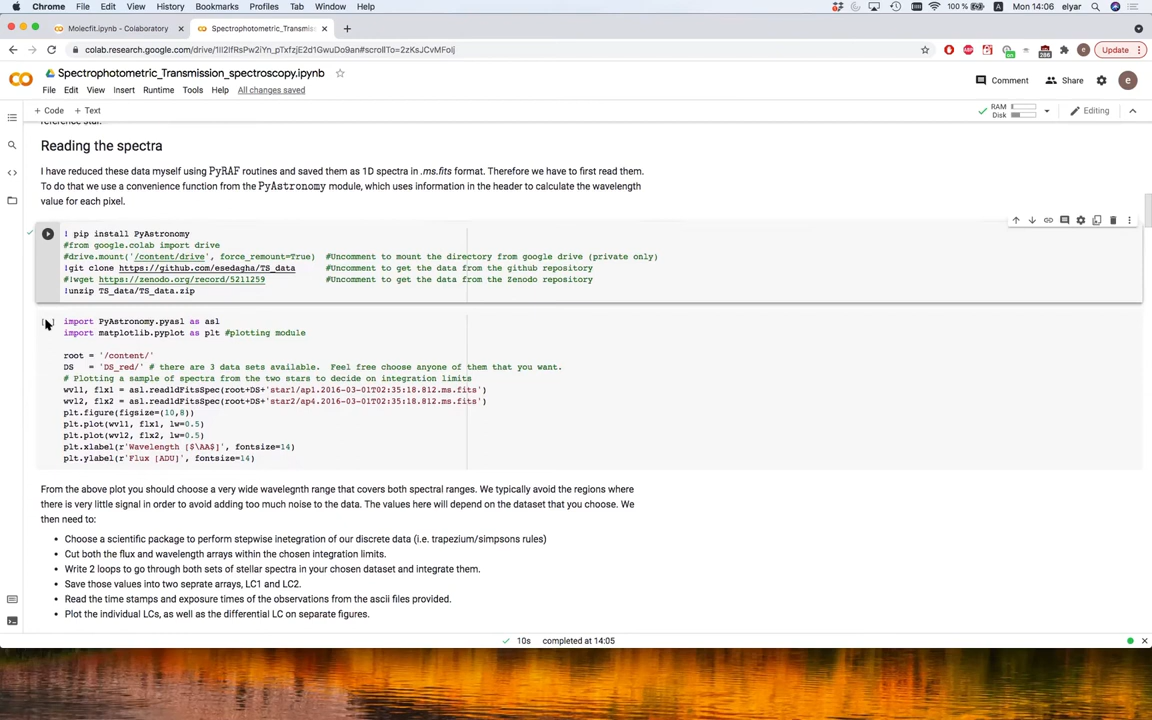 Chrome File Edit View History Bookmarks Profiles Tab Window Help 100 % Mon 14:06 elyar
Molecfit.ipynb - Colaboratory Spectrophotometric_Transmiss
Update
Spectrophotometric_Transmission_spectroscopy.ipynb
Comment Share e
File Edit View Insert Runtime Tools Help All changes saved
+ Code + Text RAM Disk Editing
reference star.
Reading the spectra
I have reduced these data myself using PyRAF routines and saved them as 1D spectra in .ms.fits format. Therefore we have to first read them.
To do that we use a convenience function from the PyAstronomy module, which uses information in the header to calculate the wavelength
value for each pixel.
! pip install PyAstronomy
#from google.colab import drive
#drive.mount('/content/drive', force_remount=True) #Uncomment to mount the directory from google drive (private only)
!git clone https://github.com/esedagha/TS_data #Uncomment to get the data from the github repository
#!wget https://zenodo.org/record/5211259 #Uncomment to get the data from the Zenodo repository
!unzip TS_data/TS_data.zip
import PyAstronomy.pyasl as asl
import matplotlib.pyplot as plt #plotting module
root = '/content/'
DS = 'DS_red/' # there are 3 data sets available. Feel free choose anyone of them that you want.
# Plotting a sample of spectra from the two stars to decide on integration limits
wvl1, flx1 = asl.read1dFitsSpec(root+DS+'star1/ap1.2016-03-01T02:35:18.812.ms.fits')
wvl2, flx2 = asl.read1dFitsSpec(root+DS+'star2/ap4.2016-03-01T02:35:18.812.ms.fits')
plt.figure(figsize=(10,8))
plt.plot(wvl1, flx1, lw=0.5)
plt.plot(wvl2, flx2, lw=0.5)
plt.xlabel(r'Wavelength [$\AA$]', fontsize=14)
plt.ylabel(r'Flux [ADU]', fontsize=14)
From the above plot you should choose a very wide wavelegnth range that covers both spectral ranges. We typically avoid the regions where
there is very little signal in order to avoid adding too much noise to the data. The values here will depend on the dataset that you choose. We
then need to:
• Choose a scientific package to perform stepwise inetegration of our discrete data (i.e. trapezium/simpsons rules)
• Cut both the flux and wavelength arrays within the chosen integration limits.
• Write 2 loops to go through both sets of stellar spectra in your chosen dataset and integrate them.
• Save those values into two seprate arrays, LC1 and LC2.
• Read the time stamps and exposure times of the observations from the ascii files provided.
• Plot the individual LCs, as well as the differential LC on separate figures.
10s completed at 14:05